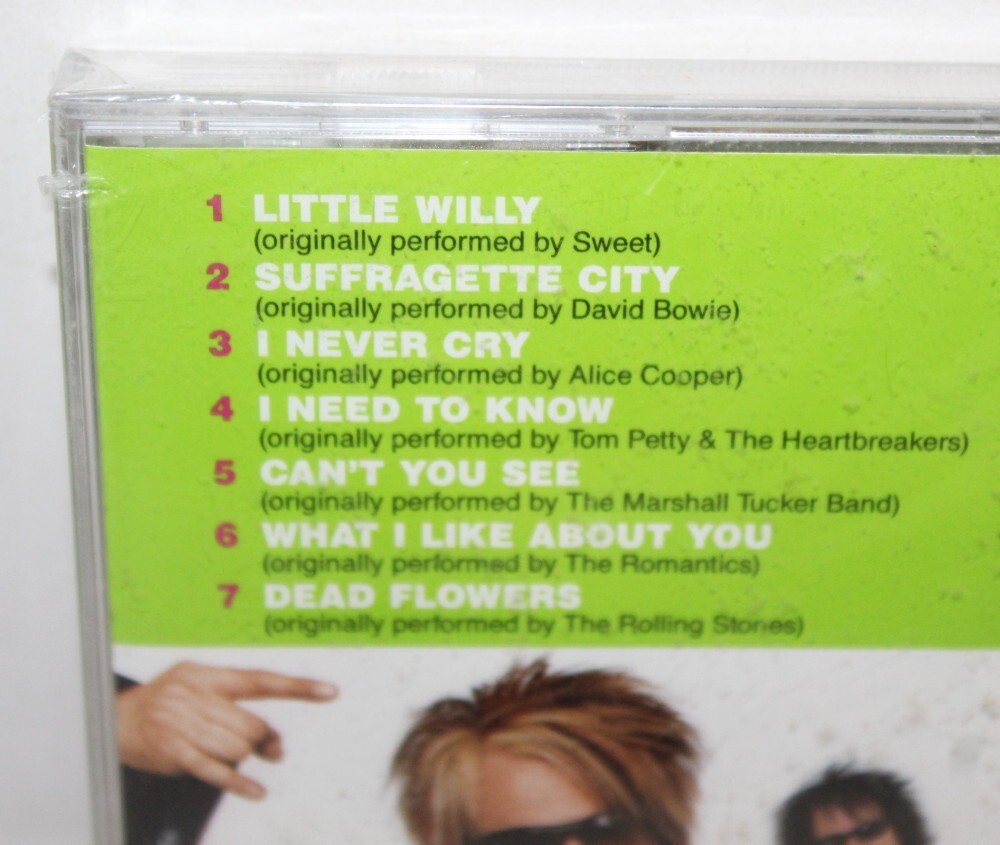 1 LITTLE WILLY
(originally performed by Sweet)
2 SUFFRAGETTE CITY
(originally performed by David Bowie)
3 I NEVER CRY
(originally performed by Alice Cooper)
4 I NEED TO KNOW
(originally performed by Tom Petty & The Heartbreakers)
5 CAN'T YOU SEE
(originally performed by The Marshall Tucker Band)
6 WHAT I LIKE ABOUT YOU
(originally performed by The Romantics)
7 DEAD FLOWERS
(originally performed by The Rolling Stones)